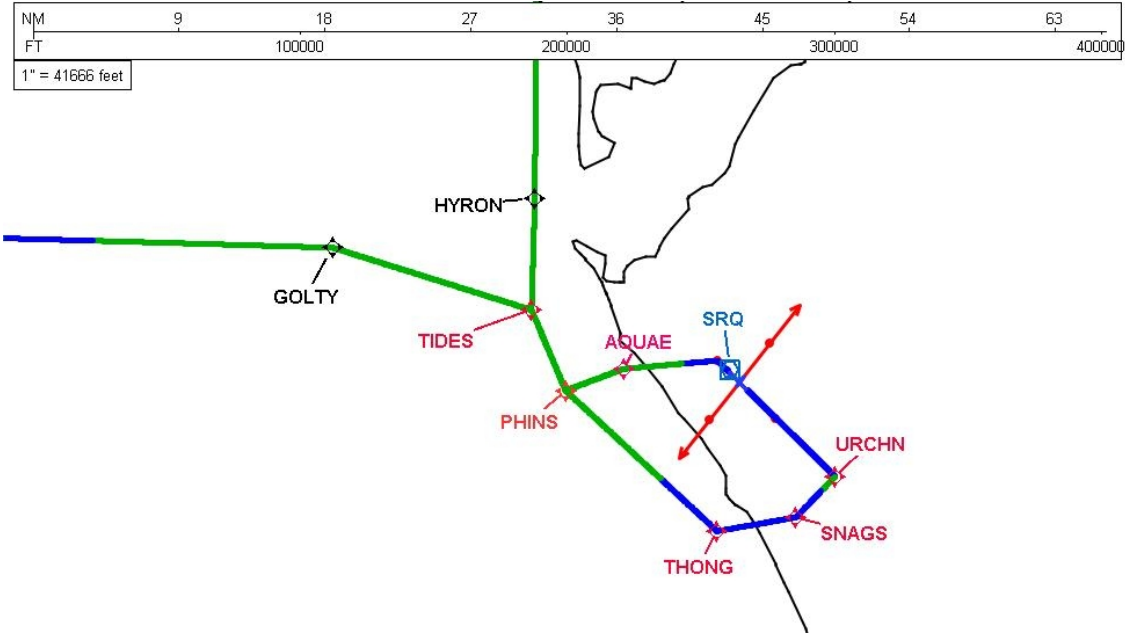 NM 9 18 27 36 45 54 63
FT 100000 200000 300000 400000
1" = 41666 feet
HYRON
GOLTY
SRQ
TIDES
AQUAE
PHINS
URCHN
SNAGS
THONG